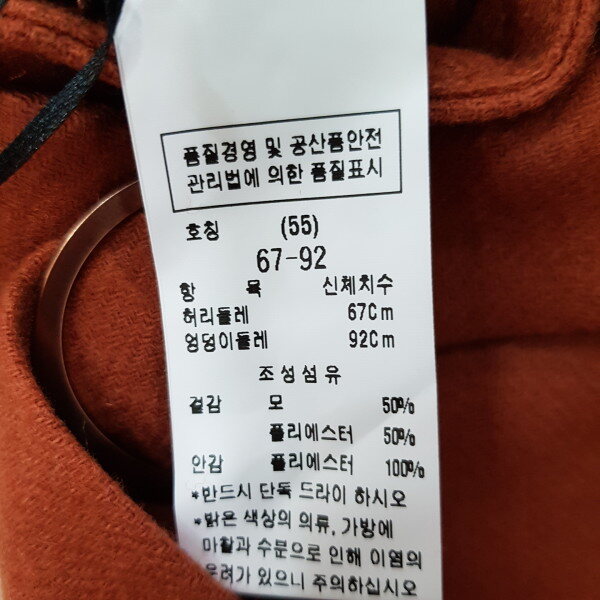 품질경영 및 공산품안전
관리법에 의한 품질표시
호칭 (55)
67-92
항 목 신체치수
허리둘레 67Cm
엉덩이둘레 92Cm
조성섬유
겉감 모 50%
폴리에스터 50%
안감 폴리에스터 100%
*반드시 단독 드라이 하시오
*밝은 색상의 의류, 가방에
마찰과 수분으로 인해 이염의
우려가 있으니 주의하십시오